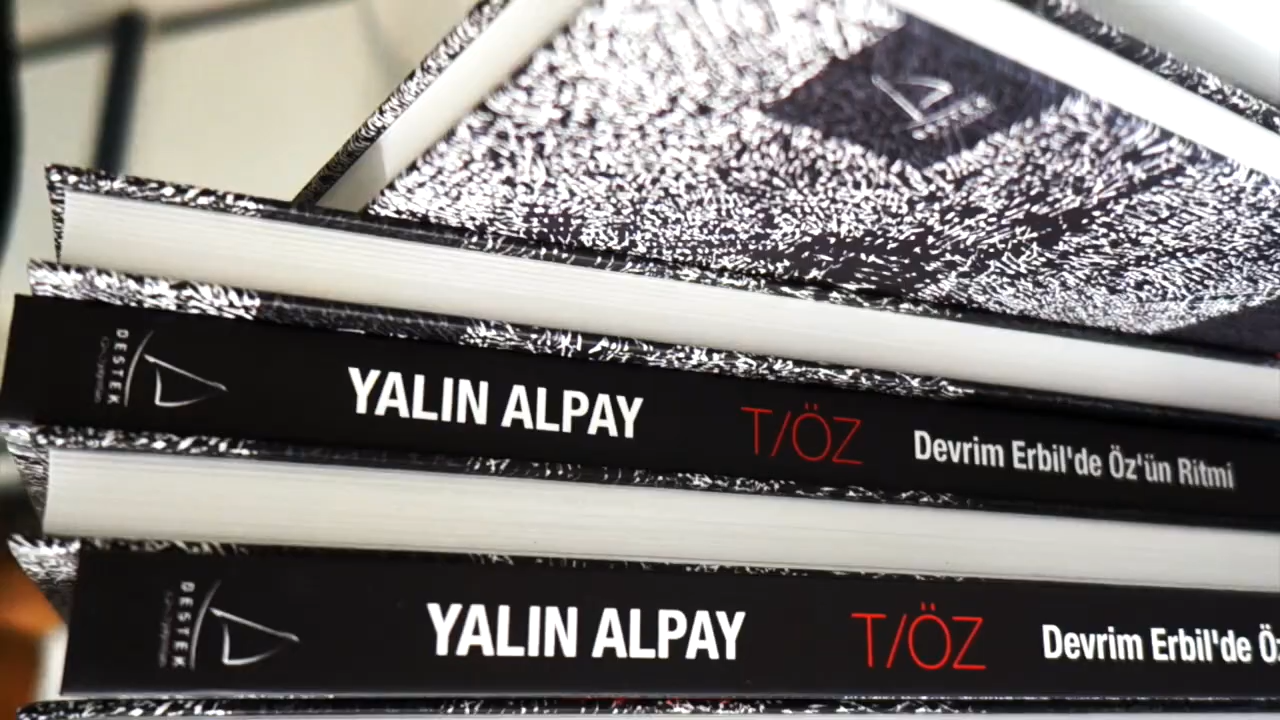 DESTEK
YALIN ALPAY
T/ÖZ
Devrim Erbil'de Öz'ün Ritmi
DESTEK
YALIN ALPAY
T/ÖZ
Devrim Erbil'de Ö